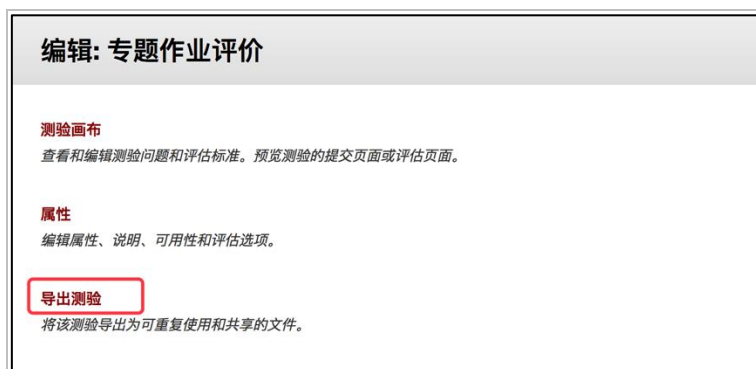 编辑: 专题作业评价
测验画布
查看和编辑测验问题和评估标准。预览测验的提交页面或评估页面。
属性
编辑属性、说明、可用性和评估选项。
导出测验
将该测验导出为可重复使用和共享的文件。